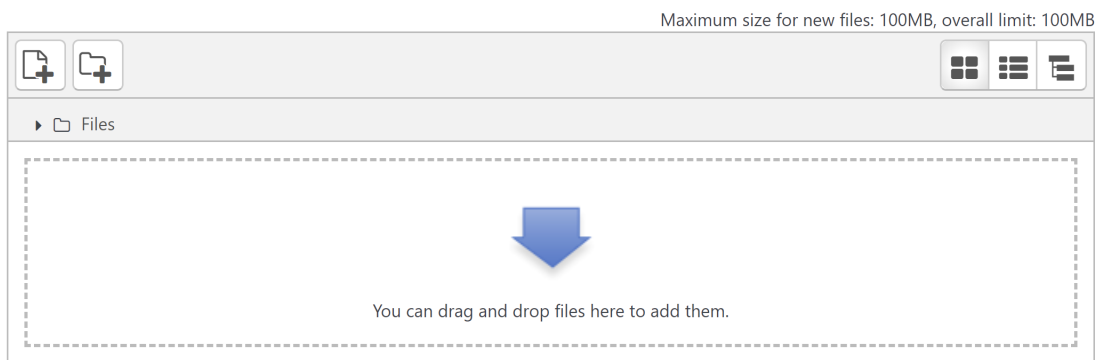 Maximum size for new files: 100MB, overall limit: 100MB
Files
You can drag and drop files here to add them.